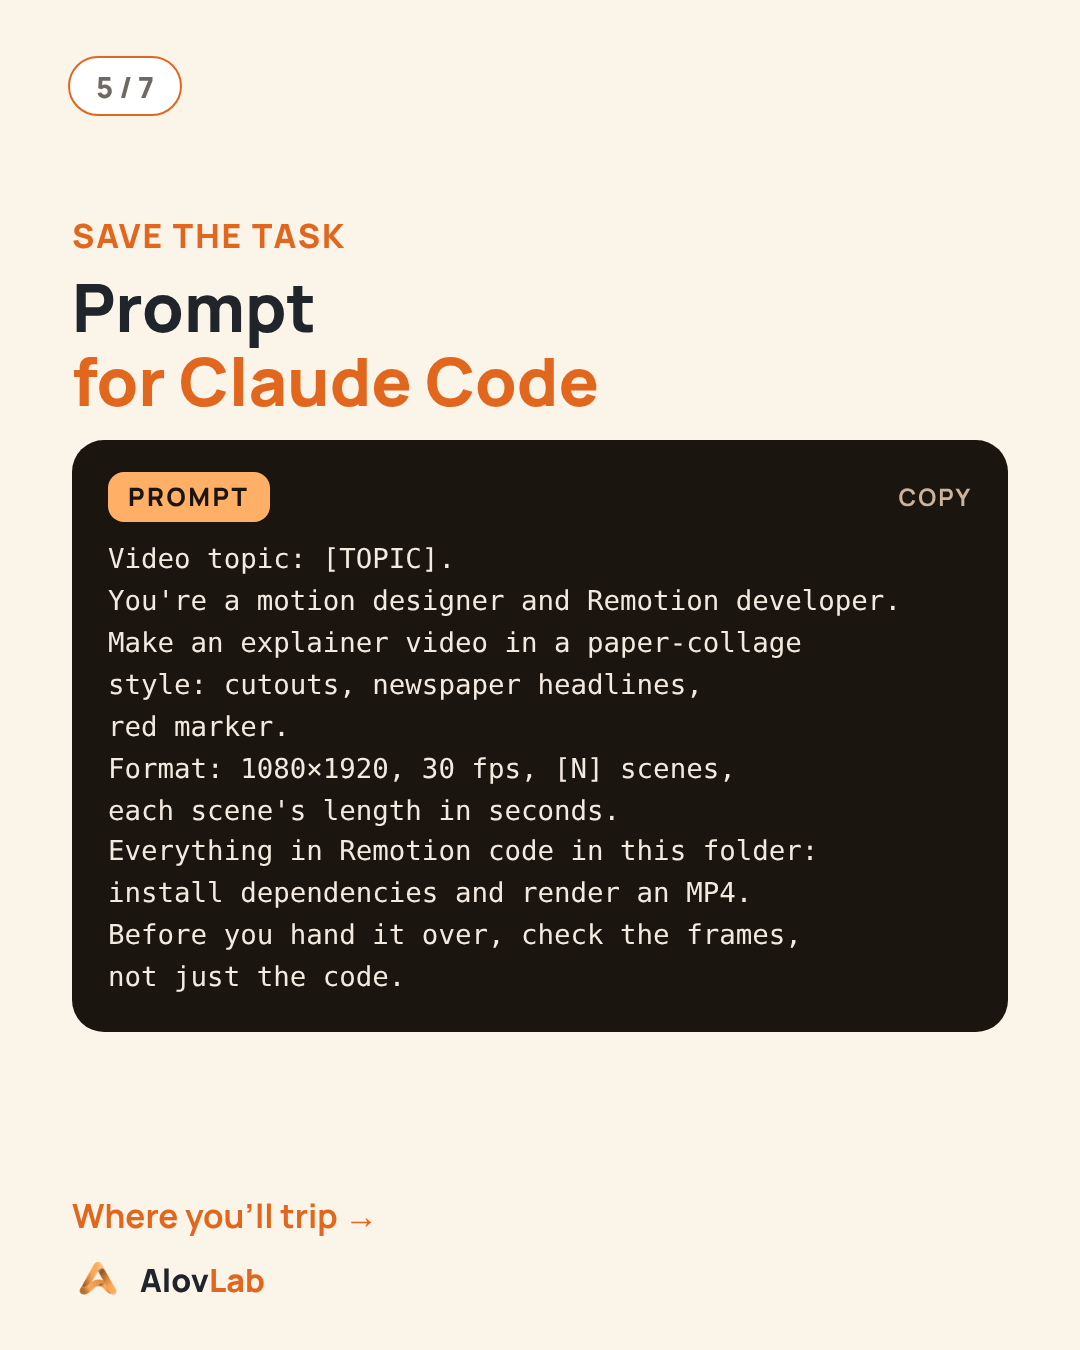 5 / 7
SAVE THE TASK
Prompt
for Claude Code
PROMPT
COPY
Video topic: [TOPIC].
You're a motion designer and Remotion developer.
Make an explainer video in a paper-collage
style: cutouts, newspaper headlines,
red marker.
Format: 1080×1920, 30 fps, [N] scenes,
each scene's length in seconds.
Everything in Remotion code in this folder:
install dependencies and render an MP4.
Before you hand it over, check the frames,
not just the code.
Where you’ll trip →
AlovLab